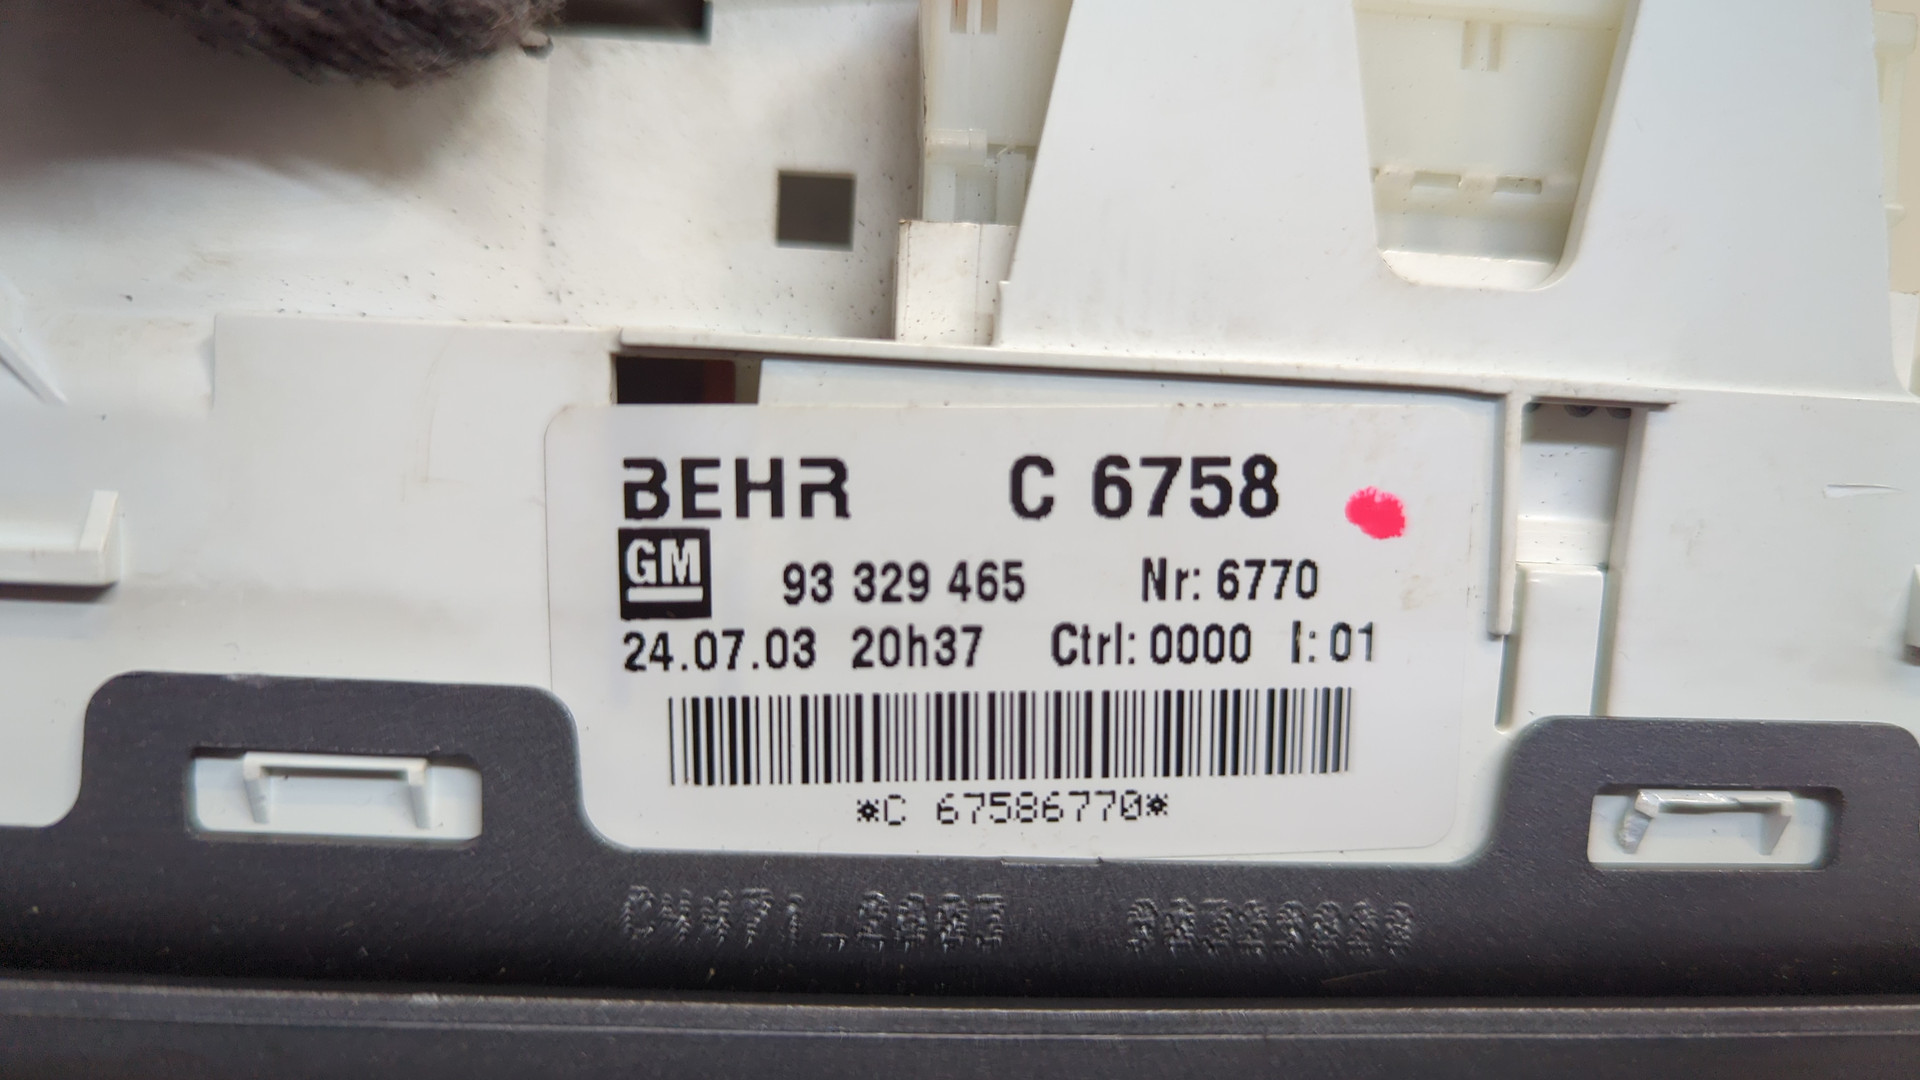 BEHR C 6758
GM 93 329 465 Nr: 6770
24.07.03 20h37 Ctrl: 0000 I: 01
*C 67586770*